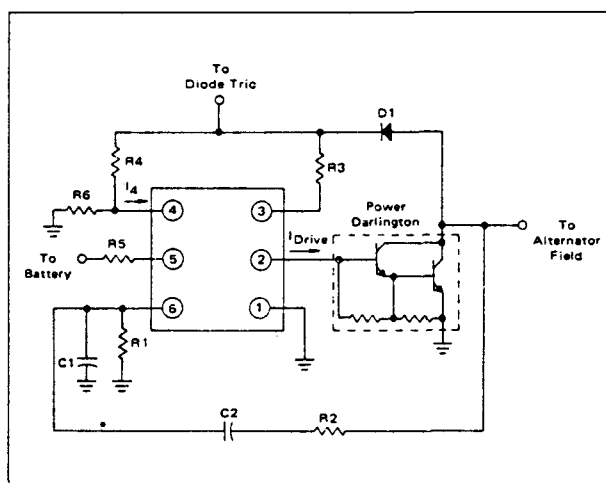 To
Diode Trio
D1
R4
R3
R6
I4
4
3
Power
Darlington
To
Alternator
Field
IDrive
To
Battery
R5
5
2
6
1
C1
R1
C2
R2